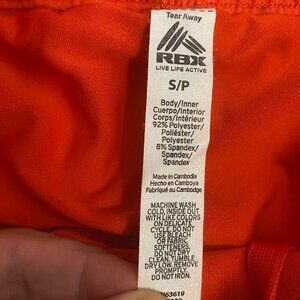 Tear Away
RBX
LIVE LIFE ACTIVE
S/P
Body/Inner
Cuerpo/Interior
Corps/Intérieur
92% Polyester/
Poliéster/
Polyester
8% Spandex/
Spandex/
Spandex
Made in Cambodia
Hecho en Camboya
Fabriqué au Cambodge
MACHINE WASH
COLD, INSIDE OUT
WITH LIKE COLORS
ON DELICATE
CYCLE. DO NOT
USE BLEACH
OR FABRIC
SOFTENERS.
DO NOT DRY
CLEAN. TUMBLE
DRY LOW. REMOVE
PROMPTLY.
DO NOT IRON.